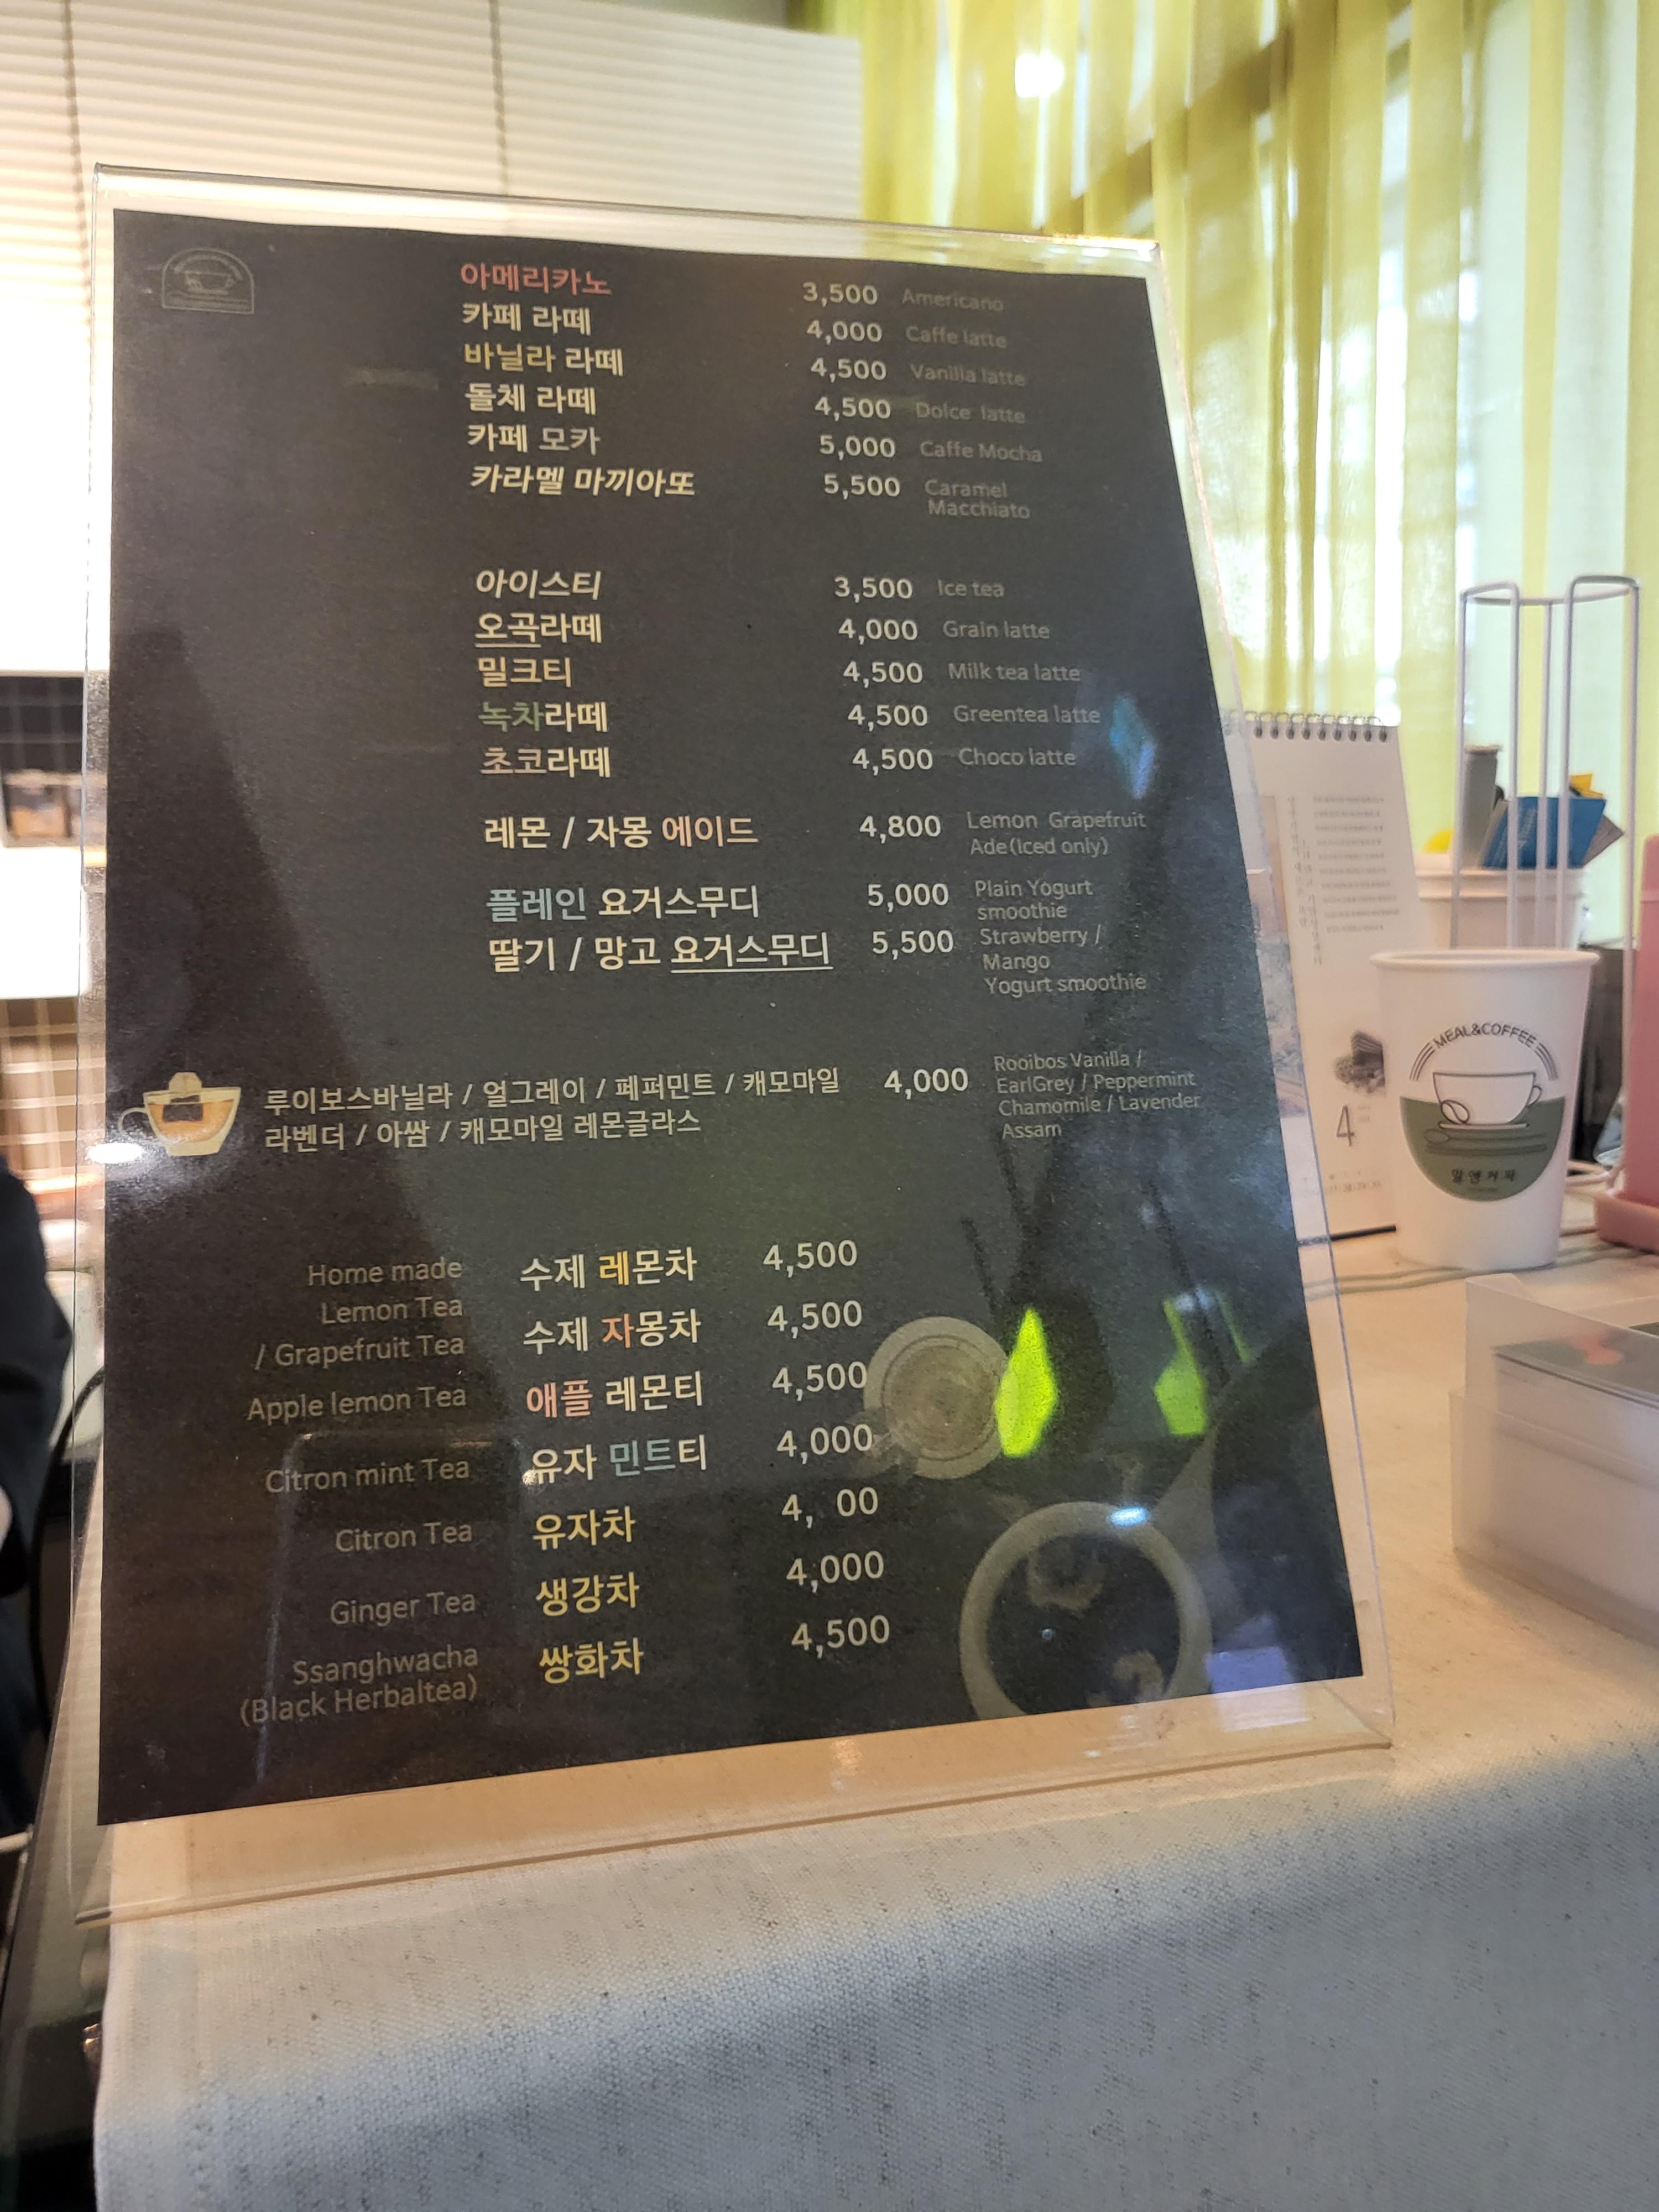 아메리카노 3,500 Americano
카페 라떼 4,000 Caffe latte
바닐라 라떼 4,500 Vanilla latte
돌체 라떼 4,500 Dolce latte
카페 모카 5,000 Caffe Mocha
카라멜 마끼아또 5,500 Caramel
Macchiato
아이스티 3,500 Ice tea
오곡라떼 4,000 Grain latte
밀크티 4,500 Milk tea latte
녹차라떼 4,500 Greentea latte
초코라떼 4,500 Choco latte
레몬 / 자몽 에이드 4,800 Lemon Grapefruit
Ade(Iced only)
플레인 요거스무디 5,000 Plain Yogurt
smoothie
딸기 / 망고 요거스무디 5,500 Strawberry /
Mango
Yogurt smoothie
루이보스바닐라 / 얼그레이 / 페퍼민트 / 캐모마일 4,000 Rooibos Vanilla /
EarlGrey / Peppermint
라벤더 / 아쌈 / 캐모마일 레몬글라스 Chamomile / Lavender
Assam
Home made 수제 레몬차 4,500
Lemon Tea
/ Grapefruit Tea 수제 자몽차 4,500
Apple lemon Tea 애플 레몬티 4,500
Citron mint Tea 유자 민트티 4,000
Citron Tea 유자차 4, 00
Ginger Tea 생강차 4,000
Ssanghwacha 쌍화차 4,500
(Black Herbaltea)
MEAL&COFFEE
밀앤커피
4